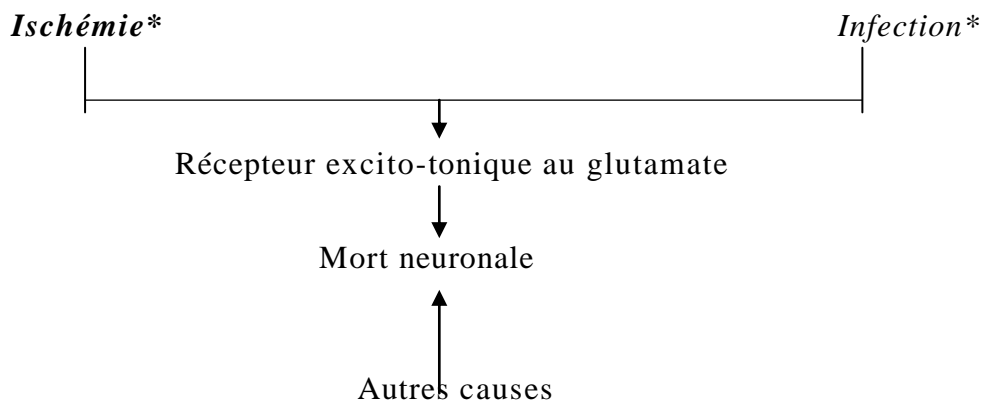 Ischémie* Infection*
Récepteur excito-tonique au glutamate
Mort neuronale
Autres causes